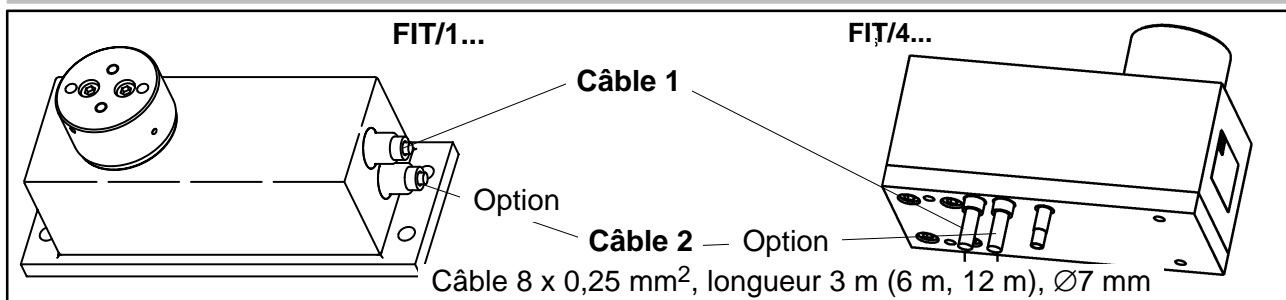 FIT/1...
FIT/4...
Câble 1
Option
Câble 2 Option
Câble 8 x 0,25 mm², longueur 3 m (6 m, 12 m), ∅7 mm